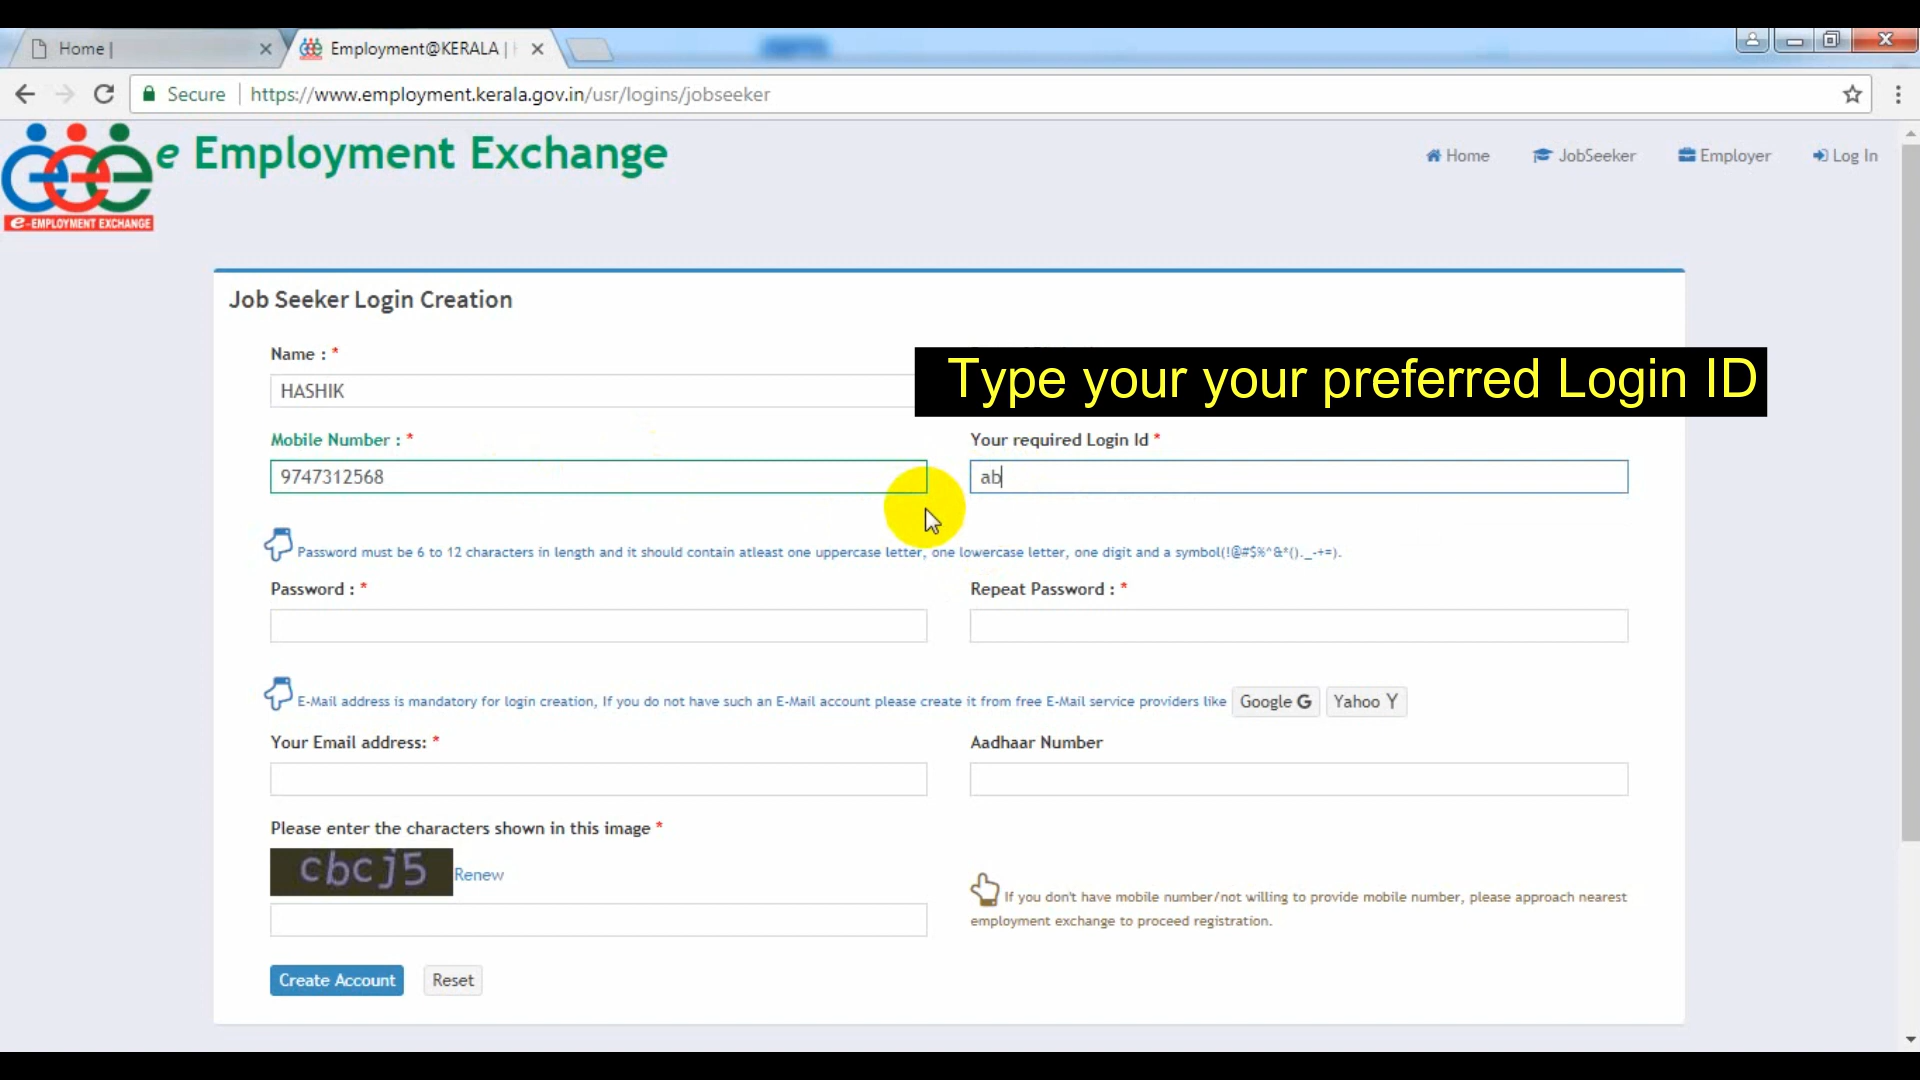 Home |
Employment@KERALA |
Secure
https://www.employment.kerala.gov.in/usr/logins/jobseeker
e Employment Exchange
e-EMPLOYMENT EXCHANGE
Home
JobSeeker
Employer
Log In
Job Seeker Login Creation
Name : *
HASHIK
Type your your preferred Login ID
Mobile Number : *
Your required Login Id *
9747312568
ab
Password must be 6 to 12 characters in length and it should contain atleast one uppercase letter, one lowercase letter, one digit and a symbol(!@#$%^&*()._-+=).
Password : *
Repeat Password : *
E-Mail address is mandatory for login creation, If you do not have such an E-Mail account please create it from free E-Mail service providers like Google G Yahoo Y
Your Email address: *
Aadhaar Number
Please enter the characters shown in this image *
cbcj5
Renew
If you don't have mobile number/not willing to provide mobile number, please approach nearest
employment exchange to proceed registration.
Create Account
Reset